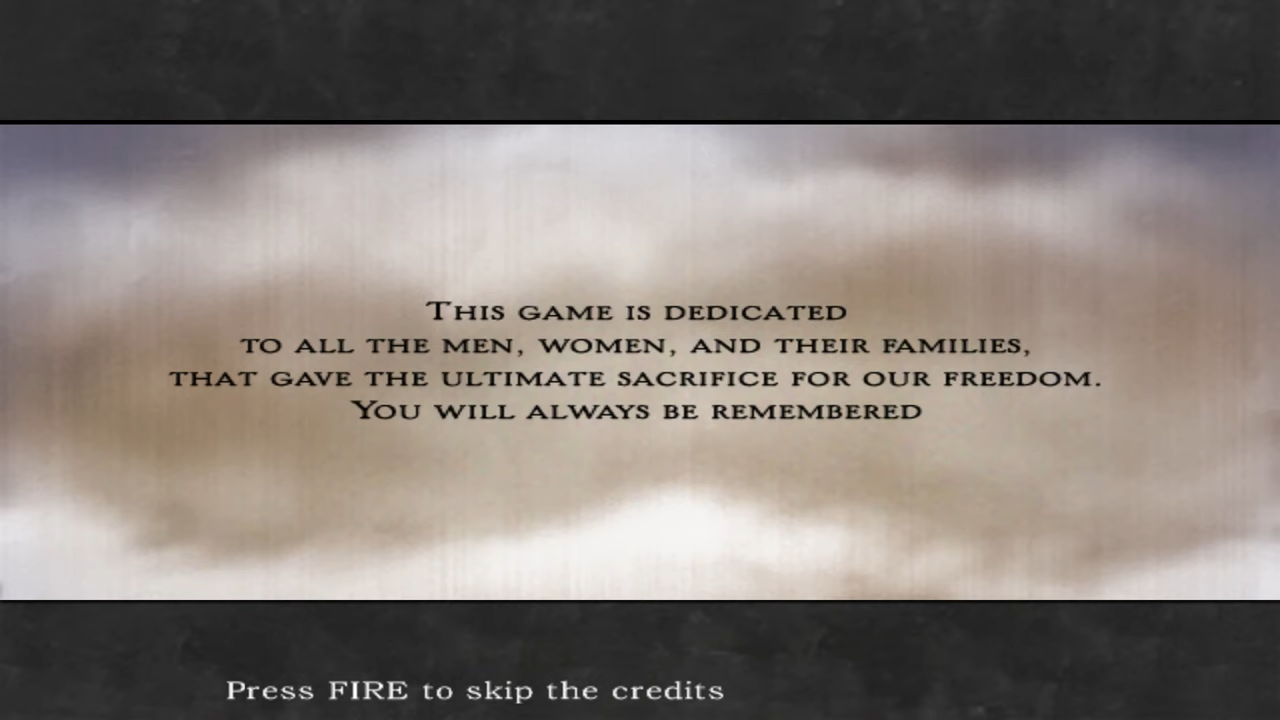 This game is dedicated
to all the men, women, and their families,
that gave the ultimate sacrifice for our freedom.
You will always be remembered
Press FIRE to skip the credits